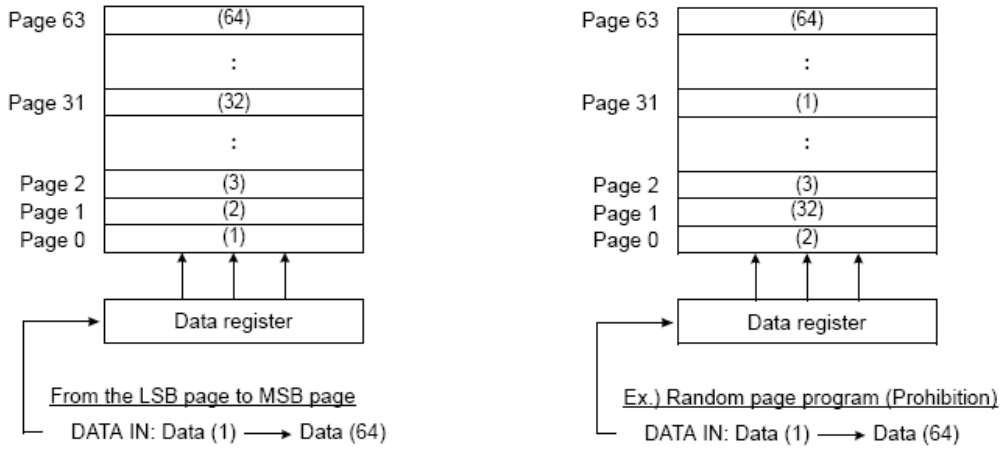 Page 63 (64)
:
Page 31 (32)
:
Page 2 (3)
Page 1 (2)
Page 0 (1)
Data register
From the LSB page to MSB page
DATA IN: Data (1) → Data (64)
Page 63 (64)
:
Page 31 (1)
:
Page 2 (3)
Page 1 (32)
Page 0 (2)
Data register
Ex.) Random page program (Prohibition)
DATA IN: Data (1) → Data (64)